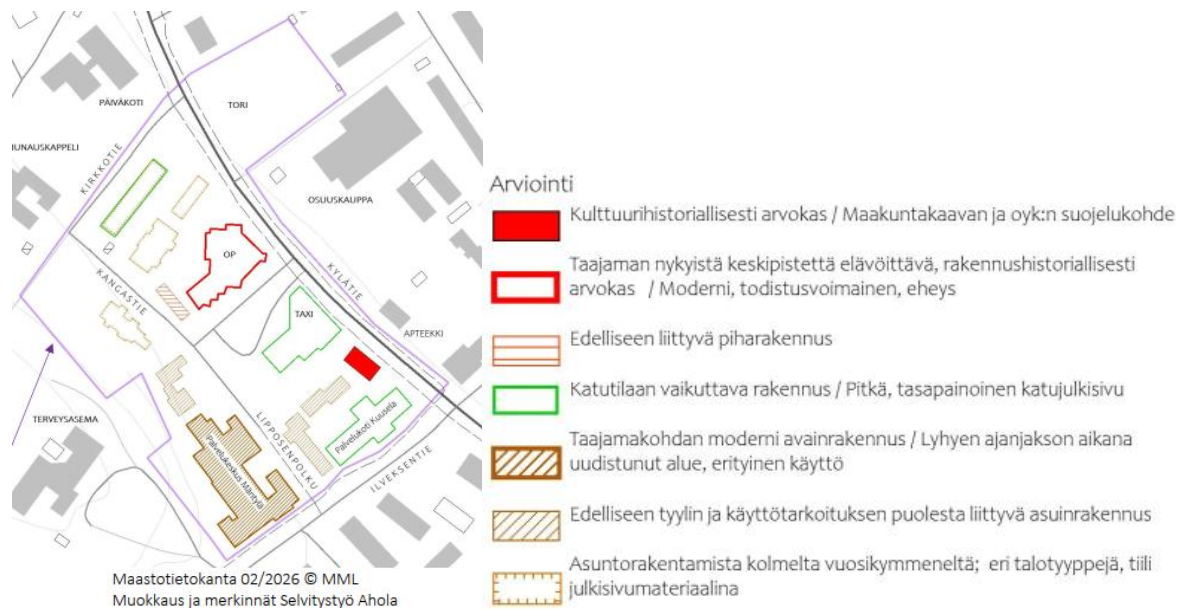 PÄIVÄKOTI
TORI
UNAUSKAPPELI
KIRKKOTIE
OSUUSKAUPPA
OP
KANGASTIE
KYLÄTIE
TAXI
APTEEKKI
TERVEYSASEMA
LIPPOSENPOLKU
Palvelukoti Kuusela
Palvelukeskus Mäntylä
ILVEKSENTIE
Maastotietokanta 02/2026 © MML
Muokkaus ja merkinnät Selvitystyö Ahola
Arviointi
Kulttuurihistoriallisesti arvokas / Maakuntakaavan ja oyk:n suojelukohde
Taajaman nykyistä keskipistettä elävöittävä, rakennushistoriallisesti
arvokas / Moderni, todistusvoimainen, eheys
Edelliseen liittyvä piharakennus
Katutilaan vaikuttava rakennus / Pitkä, tasapainoinen katujulkisivu
Taajamakohdan moderni avainrakennus / Lyhyen ajanjakson aikana
uudistunut alue, erityinen käyttö
Edelliseen tyylin ja käyttötarkoituksen puolesta liittyvä asuinrakennus
Asuntorakentamista kolmelta vuosikymmeneltä; eri talotyyppejä, tiili
julkisivumateriaalina